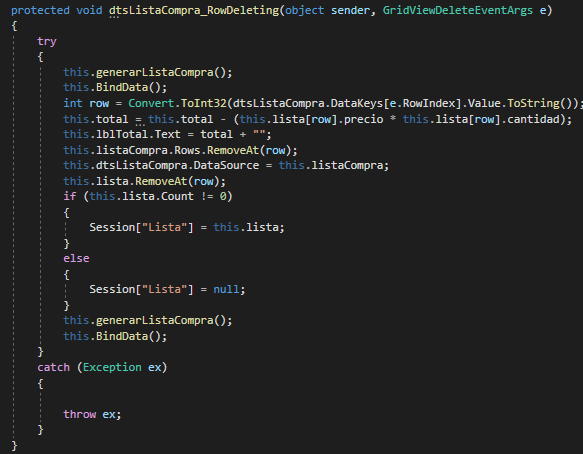 protected void dtsListaCompra_RowDeleting(object sender, GridViewDeleteEventArgs e)
{
try
{
this.generarListaCompra();
this.BindData();
int row = Convert.ToInt32(dtsListaCompra.DataKeys[e.RowIndex].Value.ToString());
this.total = this.total - (this.lista[row].precio * this.lista[row].cantidad);
this.lblTotal.Text = total + "";
this.listaCompra.Rows.RemoveAt(row);
this.dtsListaCompra.DataSource = this.listaCompra;
this.lista.RemoveAt(row);
if (this.lista.Count != 0)
{
Session["Lista"] = this.lista;
}
else
{
Session["Lista"] = null;
}
this.generarListaCompra();
this.BindData();
}
catch (Exception ex)
{
throw ex;
}
}